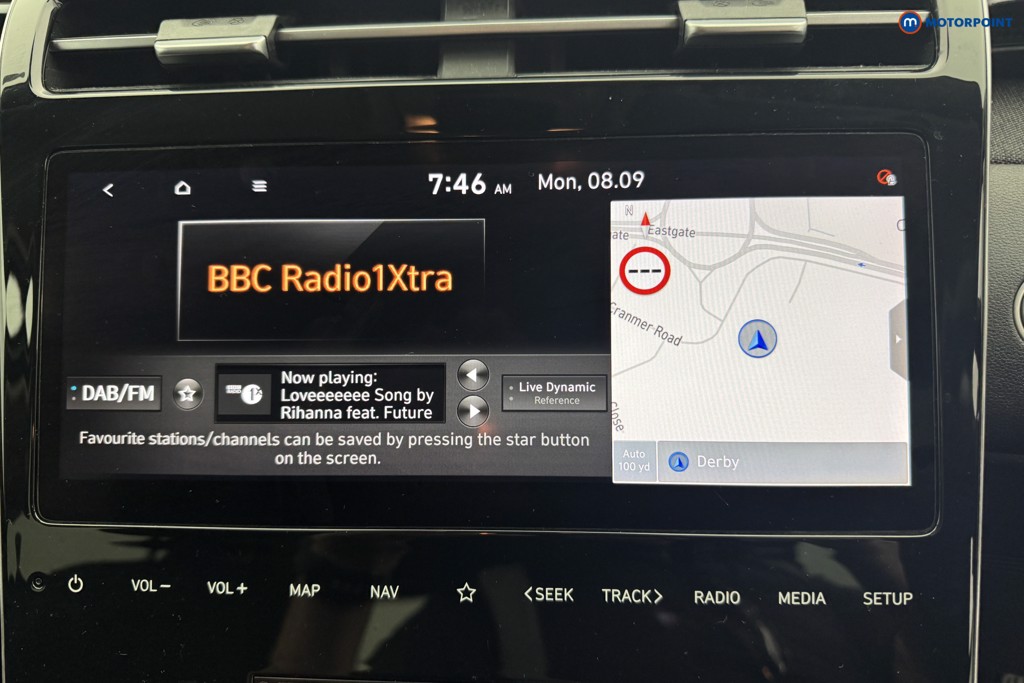 m MOTORPOINT
7:46 AM Mon, 08.09
BBC Radio1Xtra
N
Eastgate
Cranmer Road
Close
DAB/FM
Now playing:
Loveeeeeee Song by
Rihanna feat. Future
Live Dynamic
Reference
Favourite stations/channels can be saved by pressing the star button
on the screen.
Auto
100 yd
Derby
VOL− VOL+ MAP NAV <SEEK TRACK> RADIO MEDIA SETUP